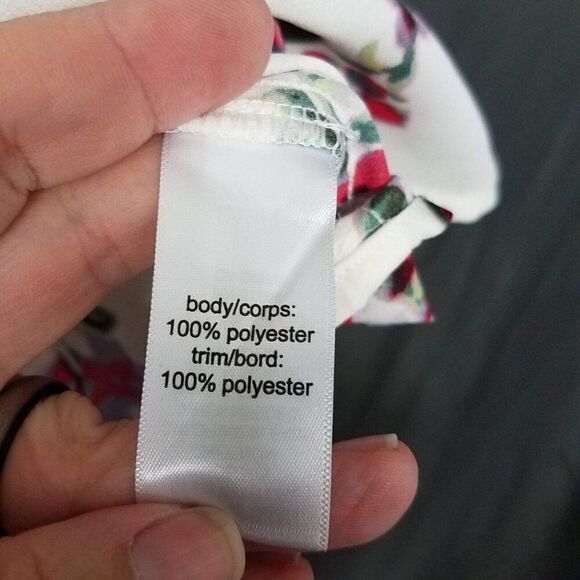 body/corps:
100% polyester
trim/bord:
100% polyester